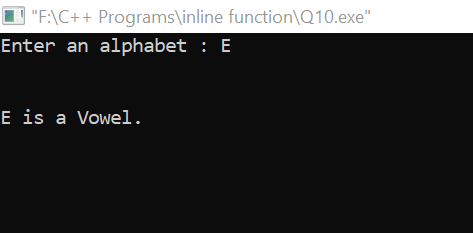 "F:\C++ Programs\inline function\Q10.exe"
Enter an alphabet : E
E is a Vowel.